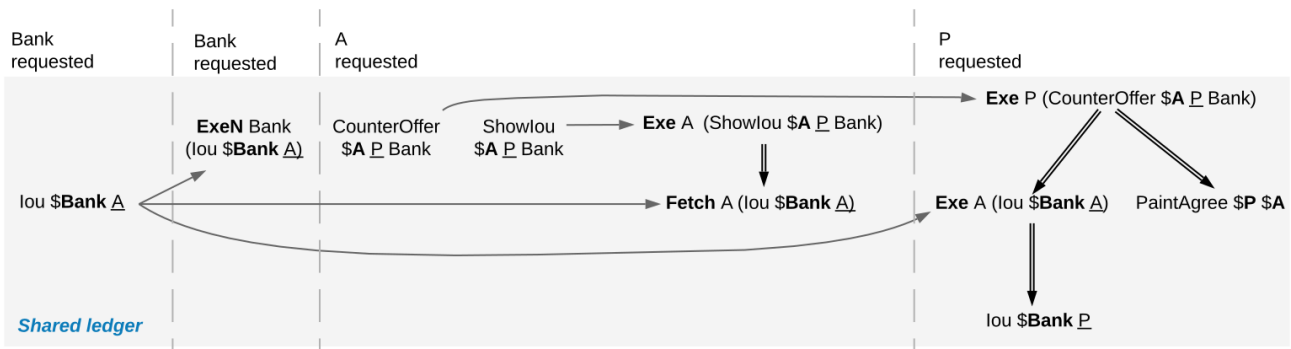 Bank
requested
Bank
requested
A
requested
P
requested
Exe P (CounterOffer $A P Bank)
ExeN Bank
(Iou $Bank A)
CounterOffer
$A P Bank
ShowIou
$A P Bank
Exe A (ShowIou $A P Bank)
Iou $Bank A
Fetch A (Iou $Bank A)
Exe A (Iou $Bank A)
PaintAgree $P $A
Iou $Bank P
Shared ledger